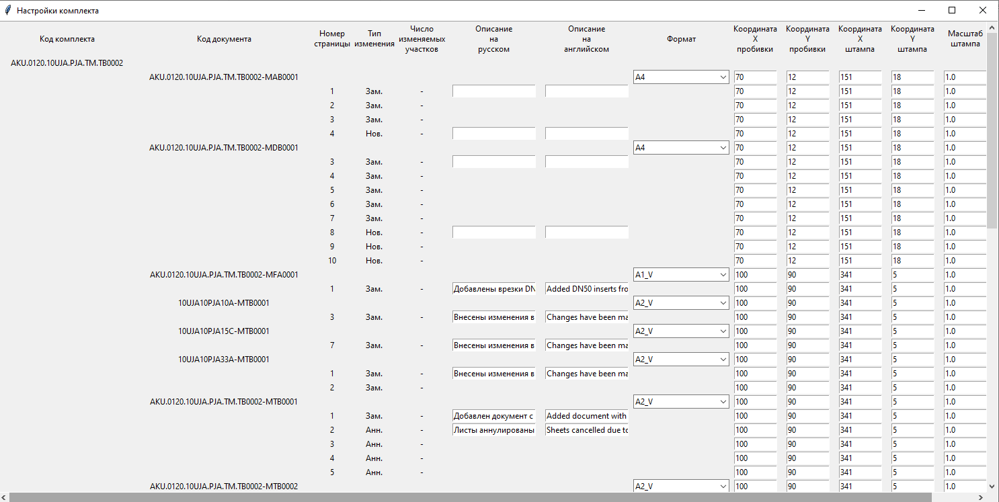 Настройки комплекта
Код комплекта Код документа Номер страницы Тип изменения Число изменяемых участков Описание на русском Описание на английском Формат Координата X пробивки Координата Y пробивки Координата X штампа Координата Y штампа Масштаб штампа
AKU.0120.10UJA.PJA.TM.TB0002
AKU.0120.10UJA.PJA.TM.TB0002-MAB0001 A4 70 12 151 18 1.0
1 Зам. - 70 12 151 18 1.0
2 Зам. - 70 12 151 18 1.0
3 Зам. - 70 12 151 18 1.0
4 Нов. - 70 12 151 18 1.0
AKU.0120.10UJA.PJA.TM.TB0002-MDB0001 A4 70 12 151 18 1.0
3 Зам. - 70 12 151 18 1.0
4 Зам. - 70 12 151 18 1.0
5 Зам. - 70 12 151 18 1.0
6 Зам. - 70 12 151 18 1.0
7 Зам. - 70 12 151 18 1.0
8 Нов. - 70 12 151 18 1.0
9 Нов. - 70 12 151 18 1.0
10 Нов. - 70 12 151 18 1.0
AKU.0120.10UJA.PJA.TM.TB0002-MFA0001 A1_V 100 90 341 5 1.0
1 Зам. - Добавлены врезки DN Added DN50 inserts fro 100 90 341 5 1.0
10UJA10PJA10A-MTB0001 A2_V 100 90 341 5 1.0
3 Зам. - Внесены изменения в Changes have been ma 100 90 341 5 1.0
10UJA10PJA15C-MTB0001 A2_V 100 90 341 5 1.0
7 Зам. - Внесены изменения в Changes have been ma 100 90 341 5 1.0
10UJA10PJA33A-MTB0001 A2_V 100 90 341 5 1.0
1 Зам. - Внесены изменения в Changes have been ma 100 90 341 5 1.0
2 Зам. - 100 90 341 5 1.0
AKU.0120.10UJA.PJA.TM.TB0002-MTB0001 A2_V 100 90 341 5 1.0
1 Зам. - Добавлен документ с Added document with 100 90 341 5 1.0
2 Анн. - Листы аннулированы Sheets cancelled due to 100 90 341 5 1.0
3 Анн. - 100 90 341 5 1.0
4 Анн. - 100 90 341 5 1.0
5 Анн. - 100 90 341 5 1.0
AKU.0120.10UJA.PJA.TM.TB0002-MTB0002 A2_V 100 90 341 5 1.0